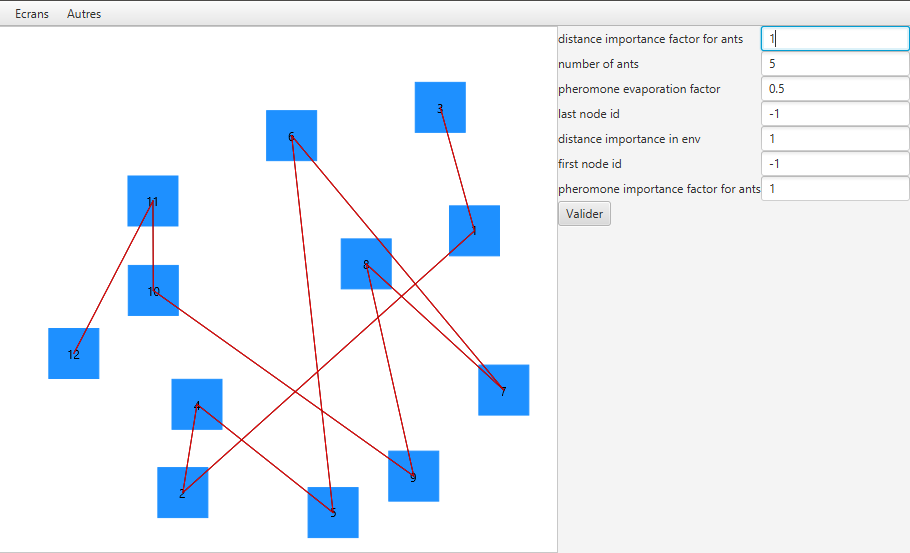 Ecrans Autres
distance importance factor for ants 1
number of ants 5
pheromone evaporation factor 0.5
last node id -1
distance importance in env 1
first node id -1
pheromone importance factor for ants 1
Valider
3
6
11
1
8
10
12
7
4
9
2
5